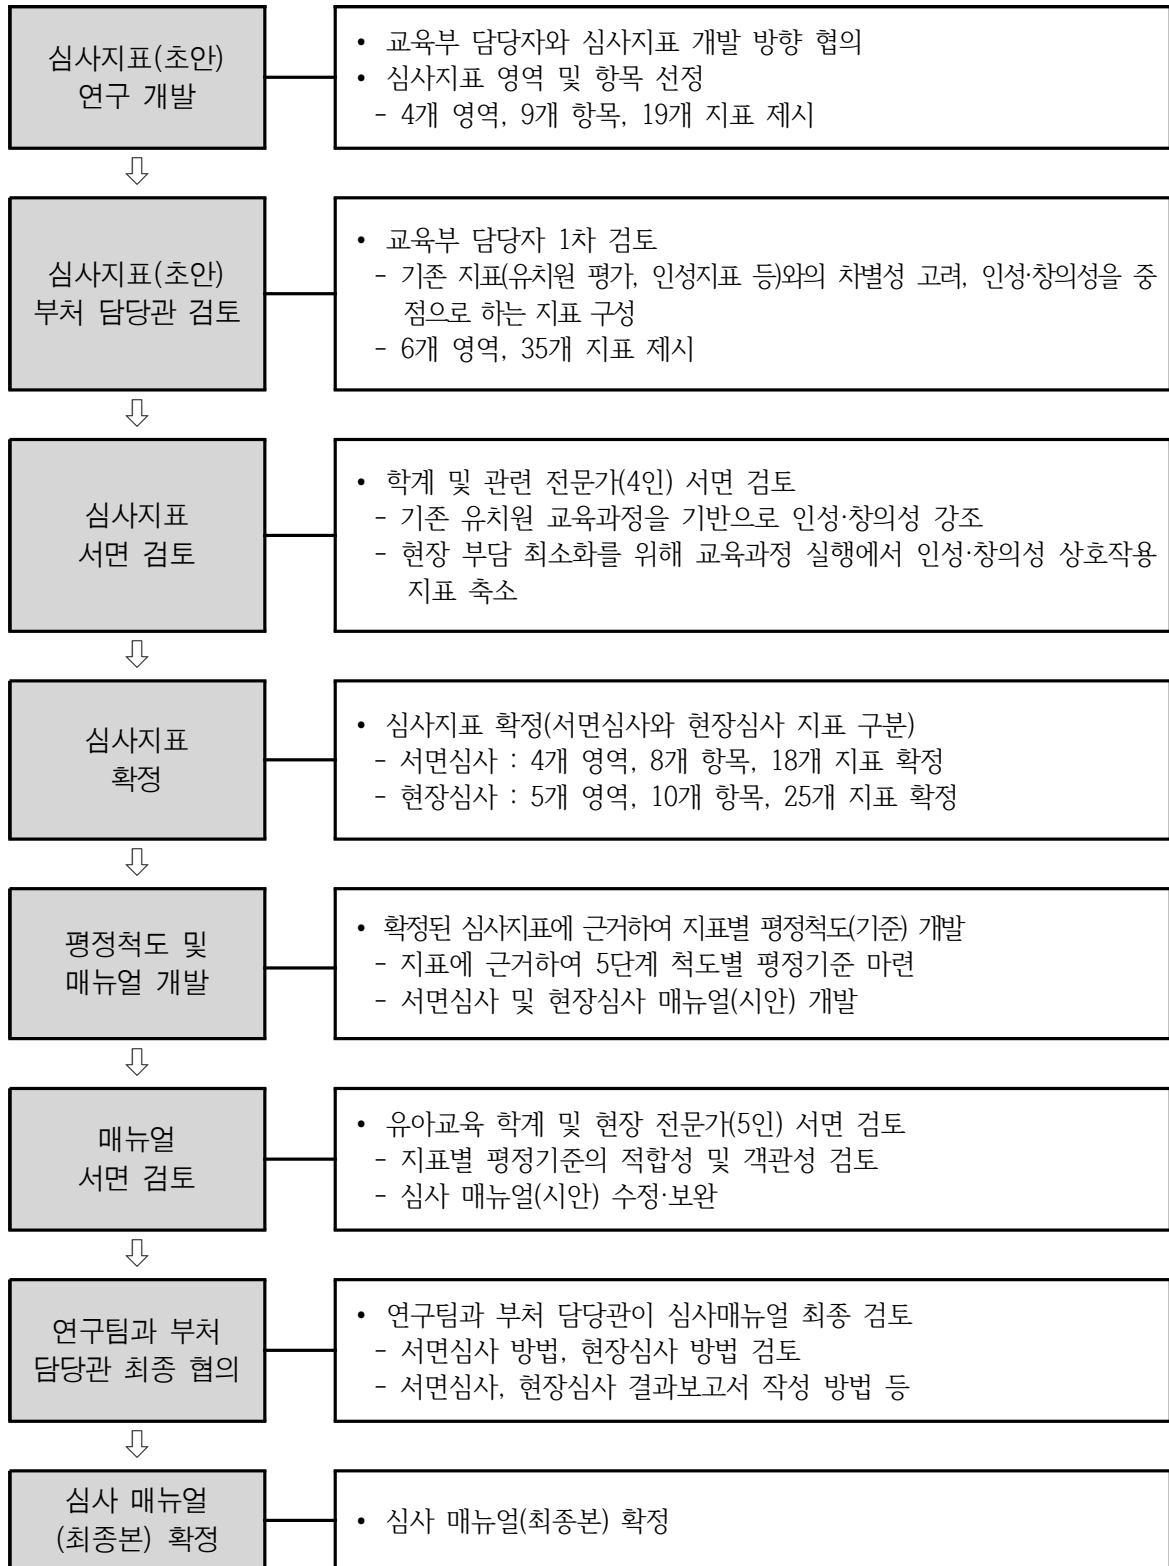 심사지표(초안)
연구 개발
• 교육부 담당자와 심사지표 개발 방향 협의
• 심사지표 영역 및 항목 선정
- 4개 영역, 9개 항목, 19개 지표 제시
⇩
심사지표(초안)
부처 담당관 검토
• 교육부 담당자 1차 검토
- 기존 지표(유치원 평가, 인성지표 등)와의 차별성 고려, 인성·창의성을 중
점으로 하는 지표 구성
- 6개 영역, 35개 지표 제시
⇩
심사지표
서면 검토
• 학계 및 관련 전문가(4인) 서면 검토
- 기존 유치원 교육과정을 기반으로 인성·창의성 강조
- 현장 부담 최소화를 위해 교육과정 실행에서 인성·창의성 상호작용
지표 축소
⇩
심사지표
확정
• 심사지표 확정(서면심사와 현장심사 지표 구분)
- 서면심사 : 4개 영역, 8개 항목, 18개 지표 확정
- 현장심사 : 5개 영역, 10개 항목, 25개 지표 확정
⇩
평정척도 및
매뉴얼 개발
• 확정된 심사지표에 근거하여 지표별 평정척도(기준) 개발
- 지표에 근거하여 5단계 척도별 평정기준 마련
- 서면심사 및 현장심사 매뉴얼(시안) 개발
⇩
매뉴얼
서면 검토
• 유아교육 학계 및 현장 전문가(5인) 서면 검토
- 지표별 평정기준의 적합성 및 객관성 검토
- 심사 매뉴얼(시안) 수정·보완
⇩
연구팀과 부처
담당관 최종 협의
• 연구팀과 부처 담당관이 심사매뉴얼 최종 검토
- 서면심사 방법, 현장심사 방법 검토
- 서면심사, 현장심사 결과보고서 작성 방법 등
⇩
심사 매뉴얼
(최종본) 확정
• 심사 매뉴얼(최종본) 확정